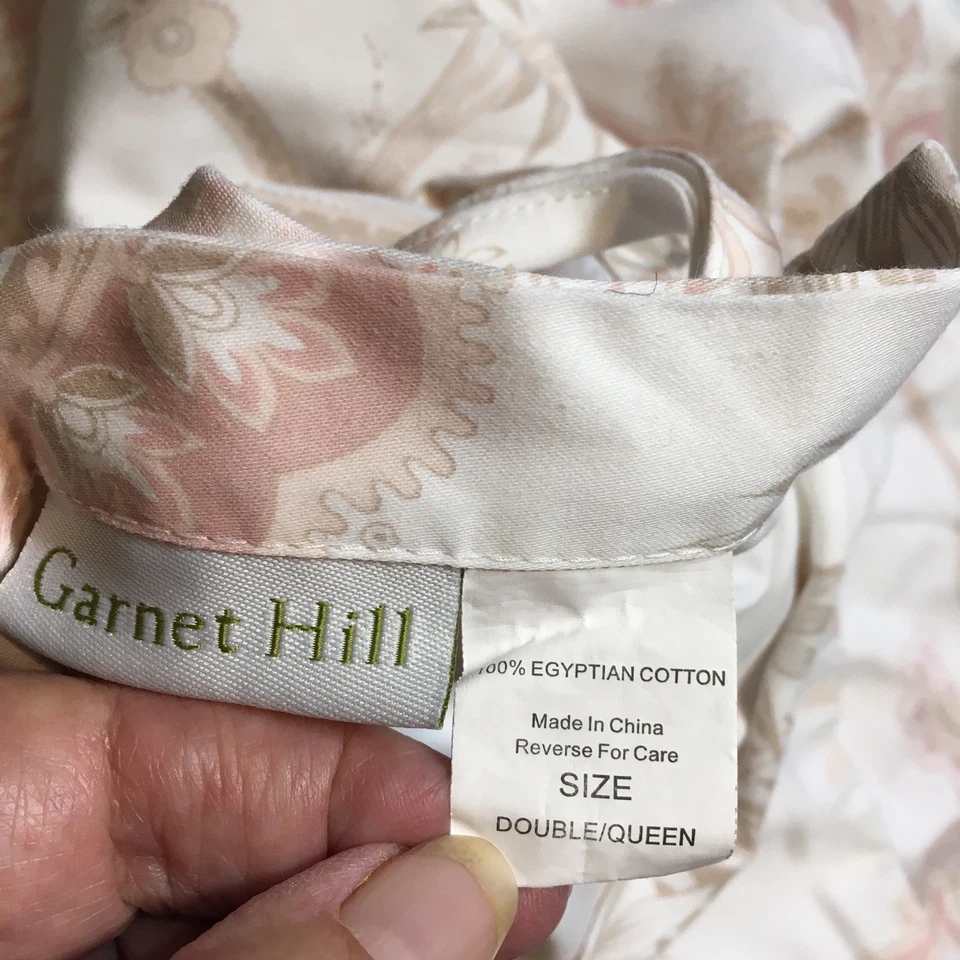 Garnet Hill
100% EGYPTIAN COTTON
Made In China
Reverse For Care
SIZE
DOUBLE/QUEEN